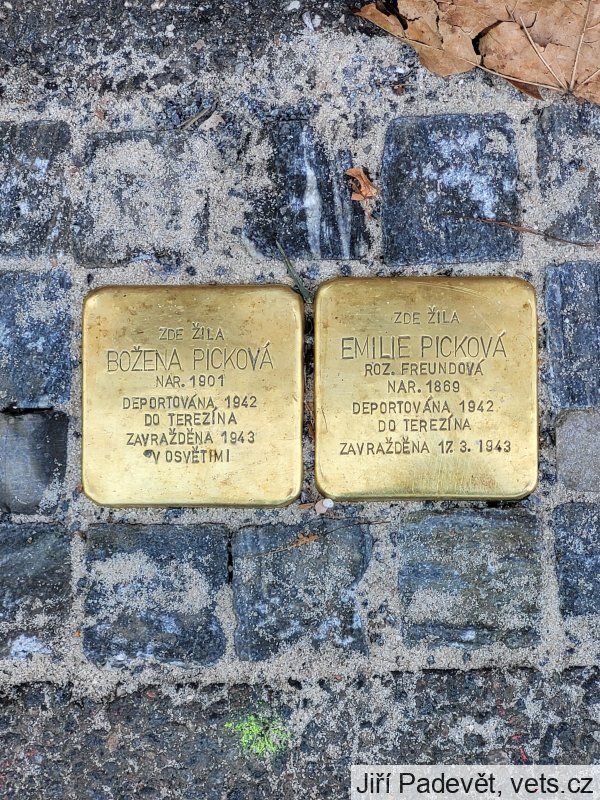 ZDE ŽILA
BOŽENA PICKOVÁ
NAR. 1901
DEPORTOVÁNA 1942
DO TEREZÍNA
ZAVRAŽDĚNA 1943
V OSVĚTIMI
ZDE ŽILA
EMILIE PICKOVÁ
ROZ. FREUNDOVÁ
NAR. 1869
DEPORTOVÁNA 1942
DO TEREZÍNA
ZAVRAŽDĚNA 17. 3. 1943
Jiří Padevět, vets.cz